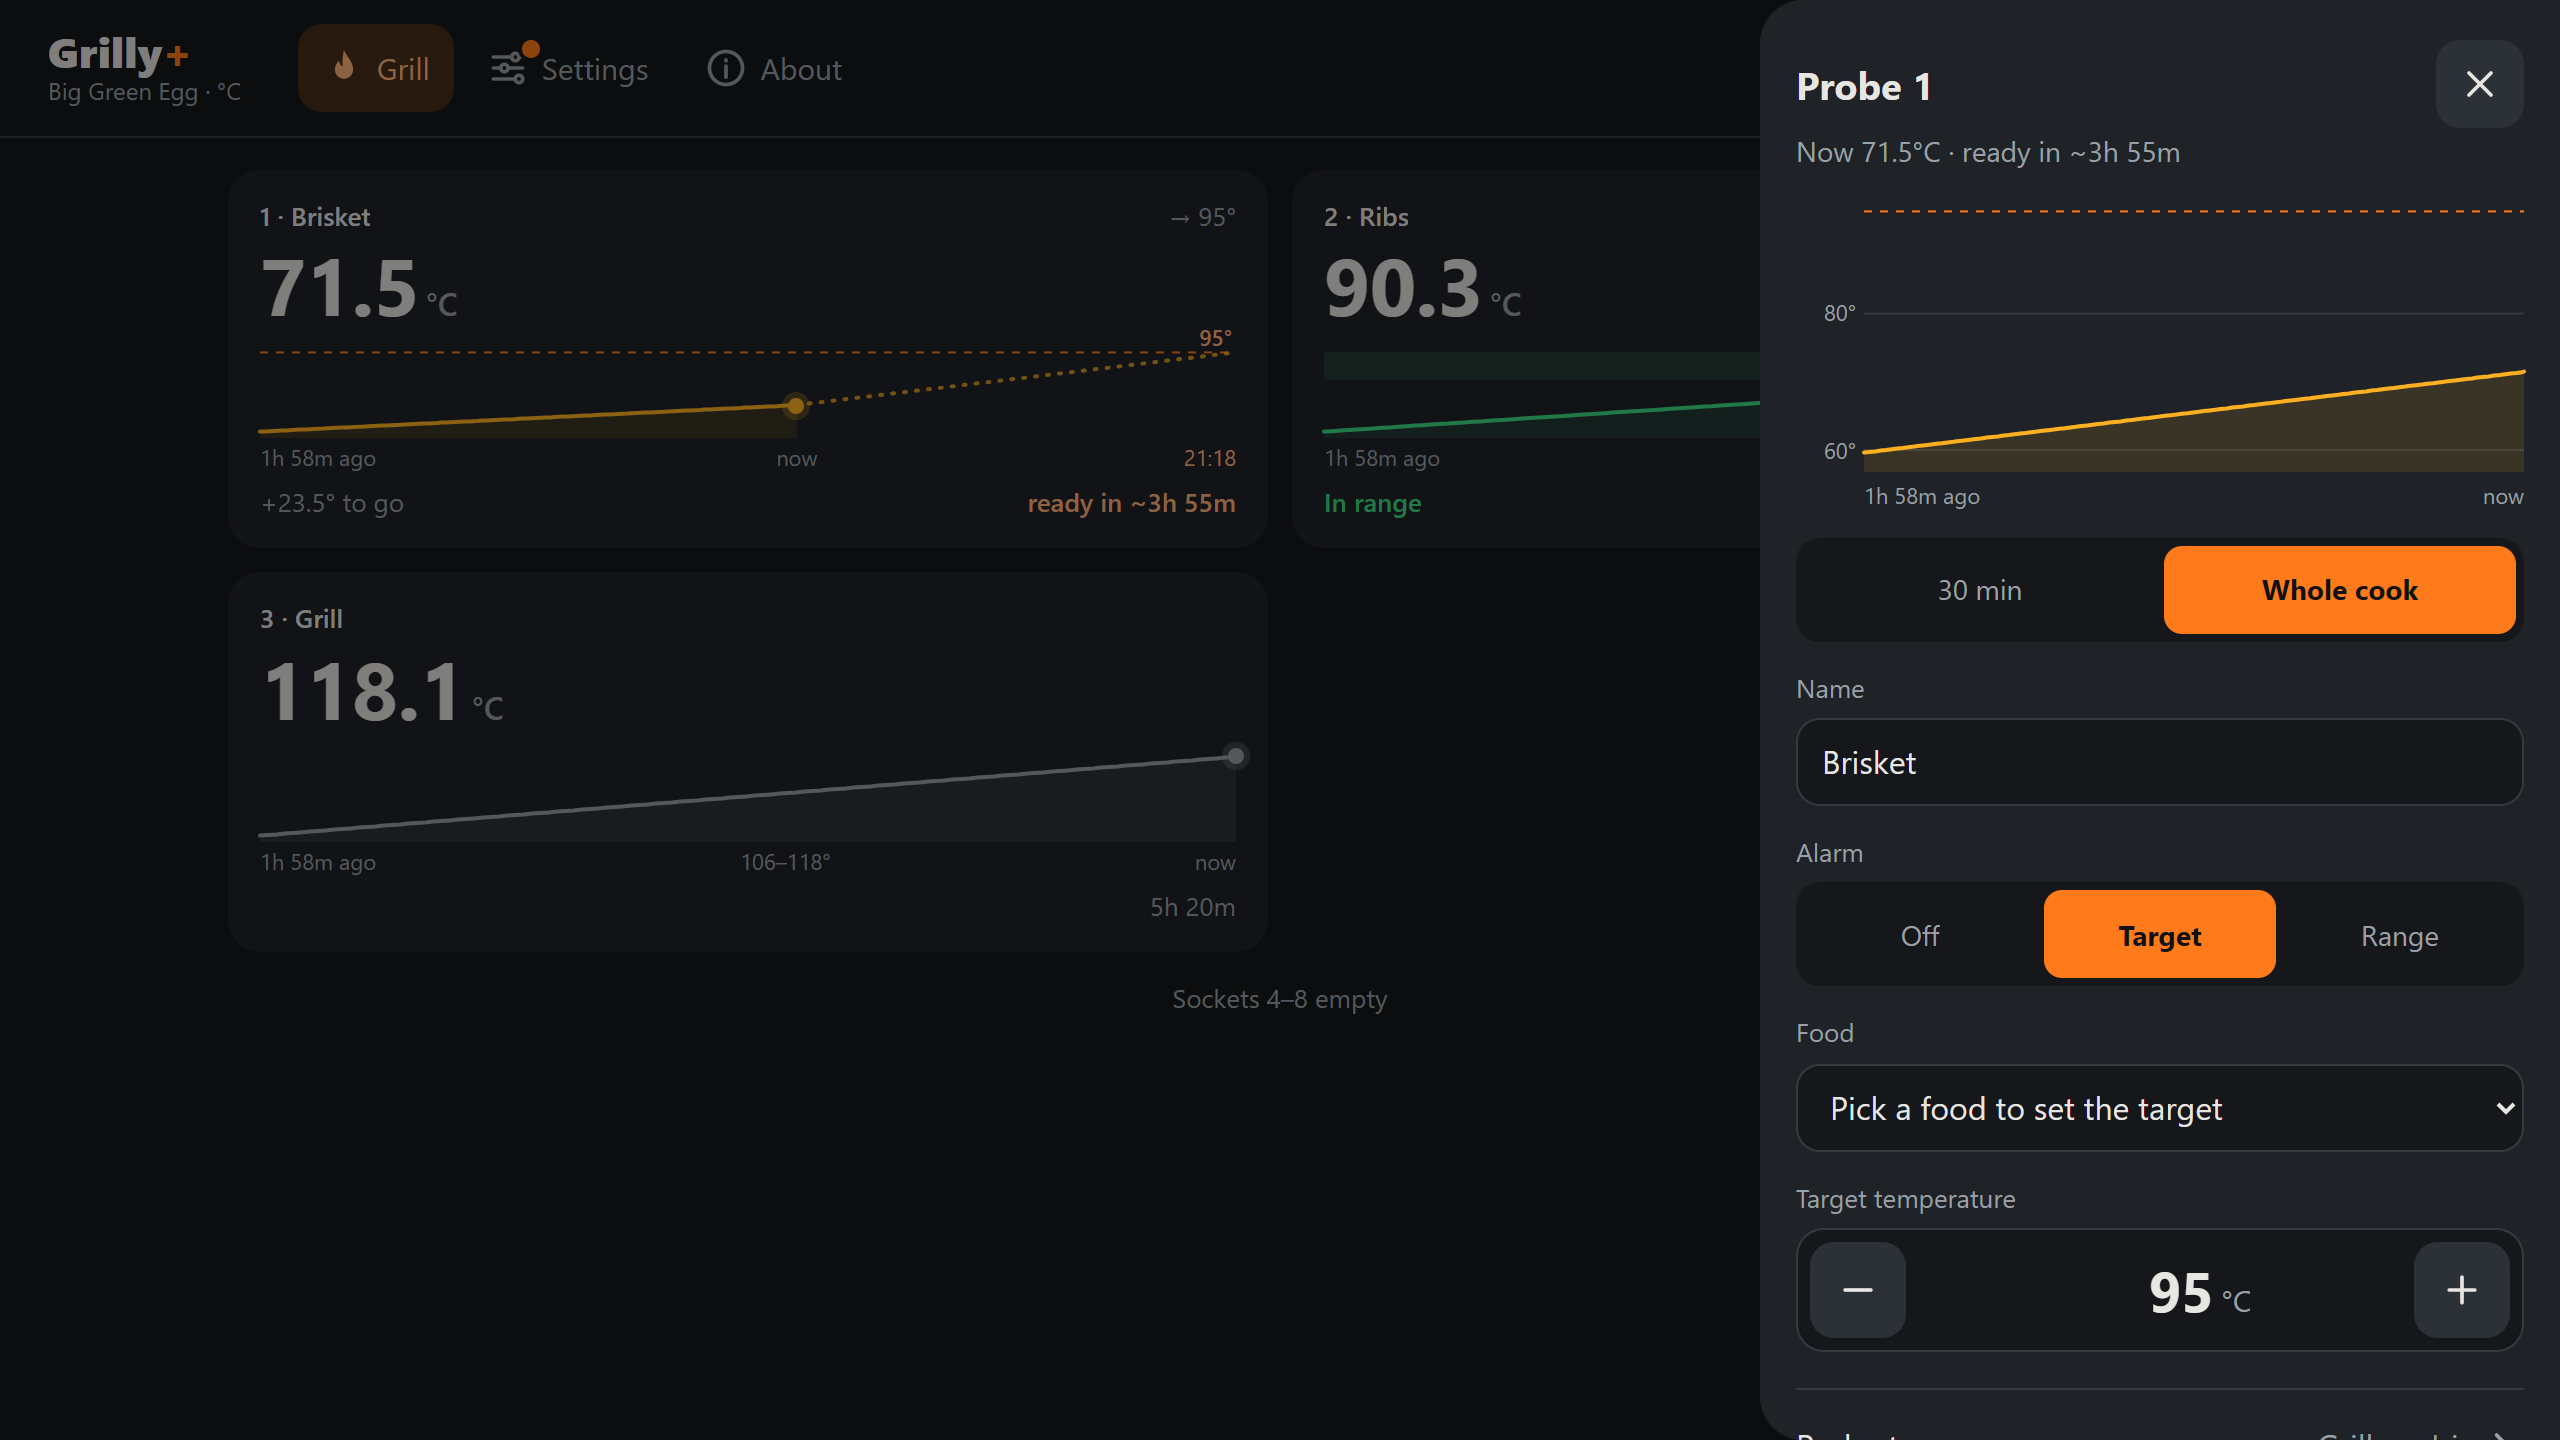 Grilly+
Big Green Egg · °C
Grill
Settings
About
1 · Brisket
→ 95°
71.5 °C
95°
1h 58m ago
now
21:18
+23.5° to go
ready in ~3h 55m
2 · Ribs
90.3 °C
1h 58m ago
In range
3 · Grill
118.1 °C
1h 58m ago
106–118°
now
5h 20m
Sockets 4–8 empty
Probe 1
Now 71.5°C · ready in ~3h 55m
80°
60°
1h 58m ago
now
30 min
Whole cook
Name
Brisket
Alarm
Off
Target
Range
Food
Pick a food to set the target
Target temperature
95 °C